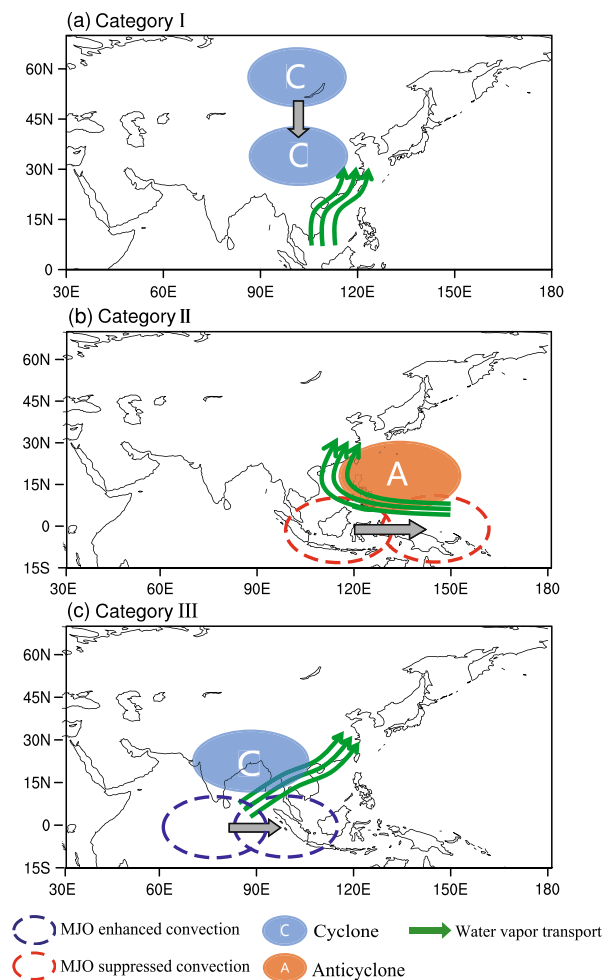 (a) Category Ⅰ
60N
C
45N
C
30N
15N
0
30E 60E 90E 120E 150E 180
(b) Category Ⅱ
60N
45N
30N
A
15N
0
15S
30E 60E 90E 120E 150E 180
(c) Category Ⅲ
60N
45N
30N
C
15N
0
15S
30E 60E 90E 120E 150E 180
MJO enhanced convection C Cyclone Water vapor transport
MJO suppressed convection A Anticyclone